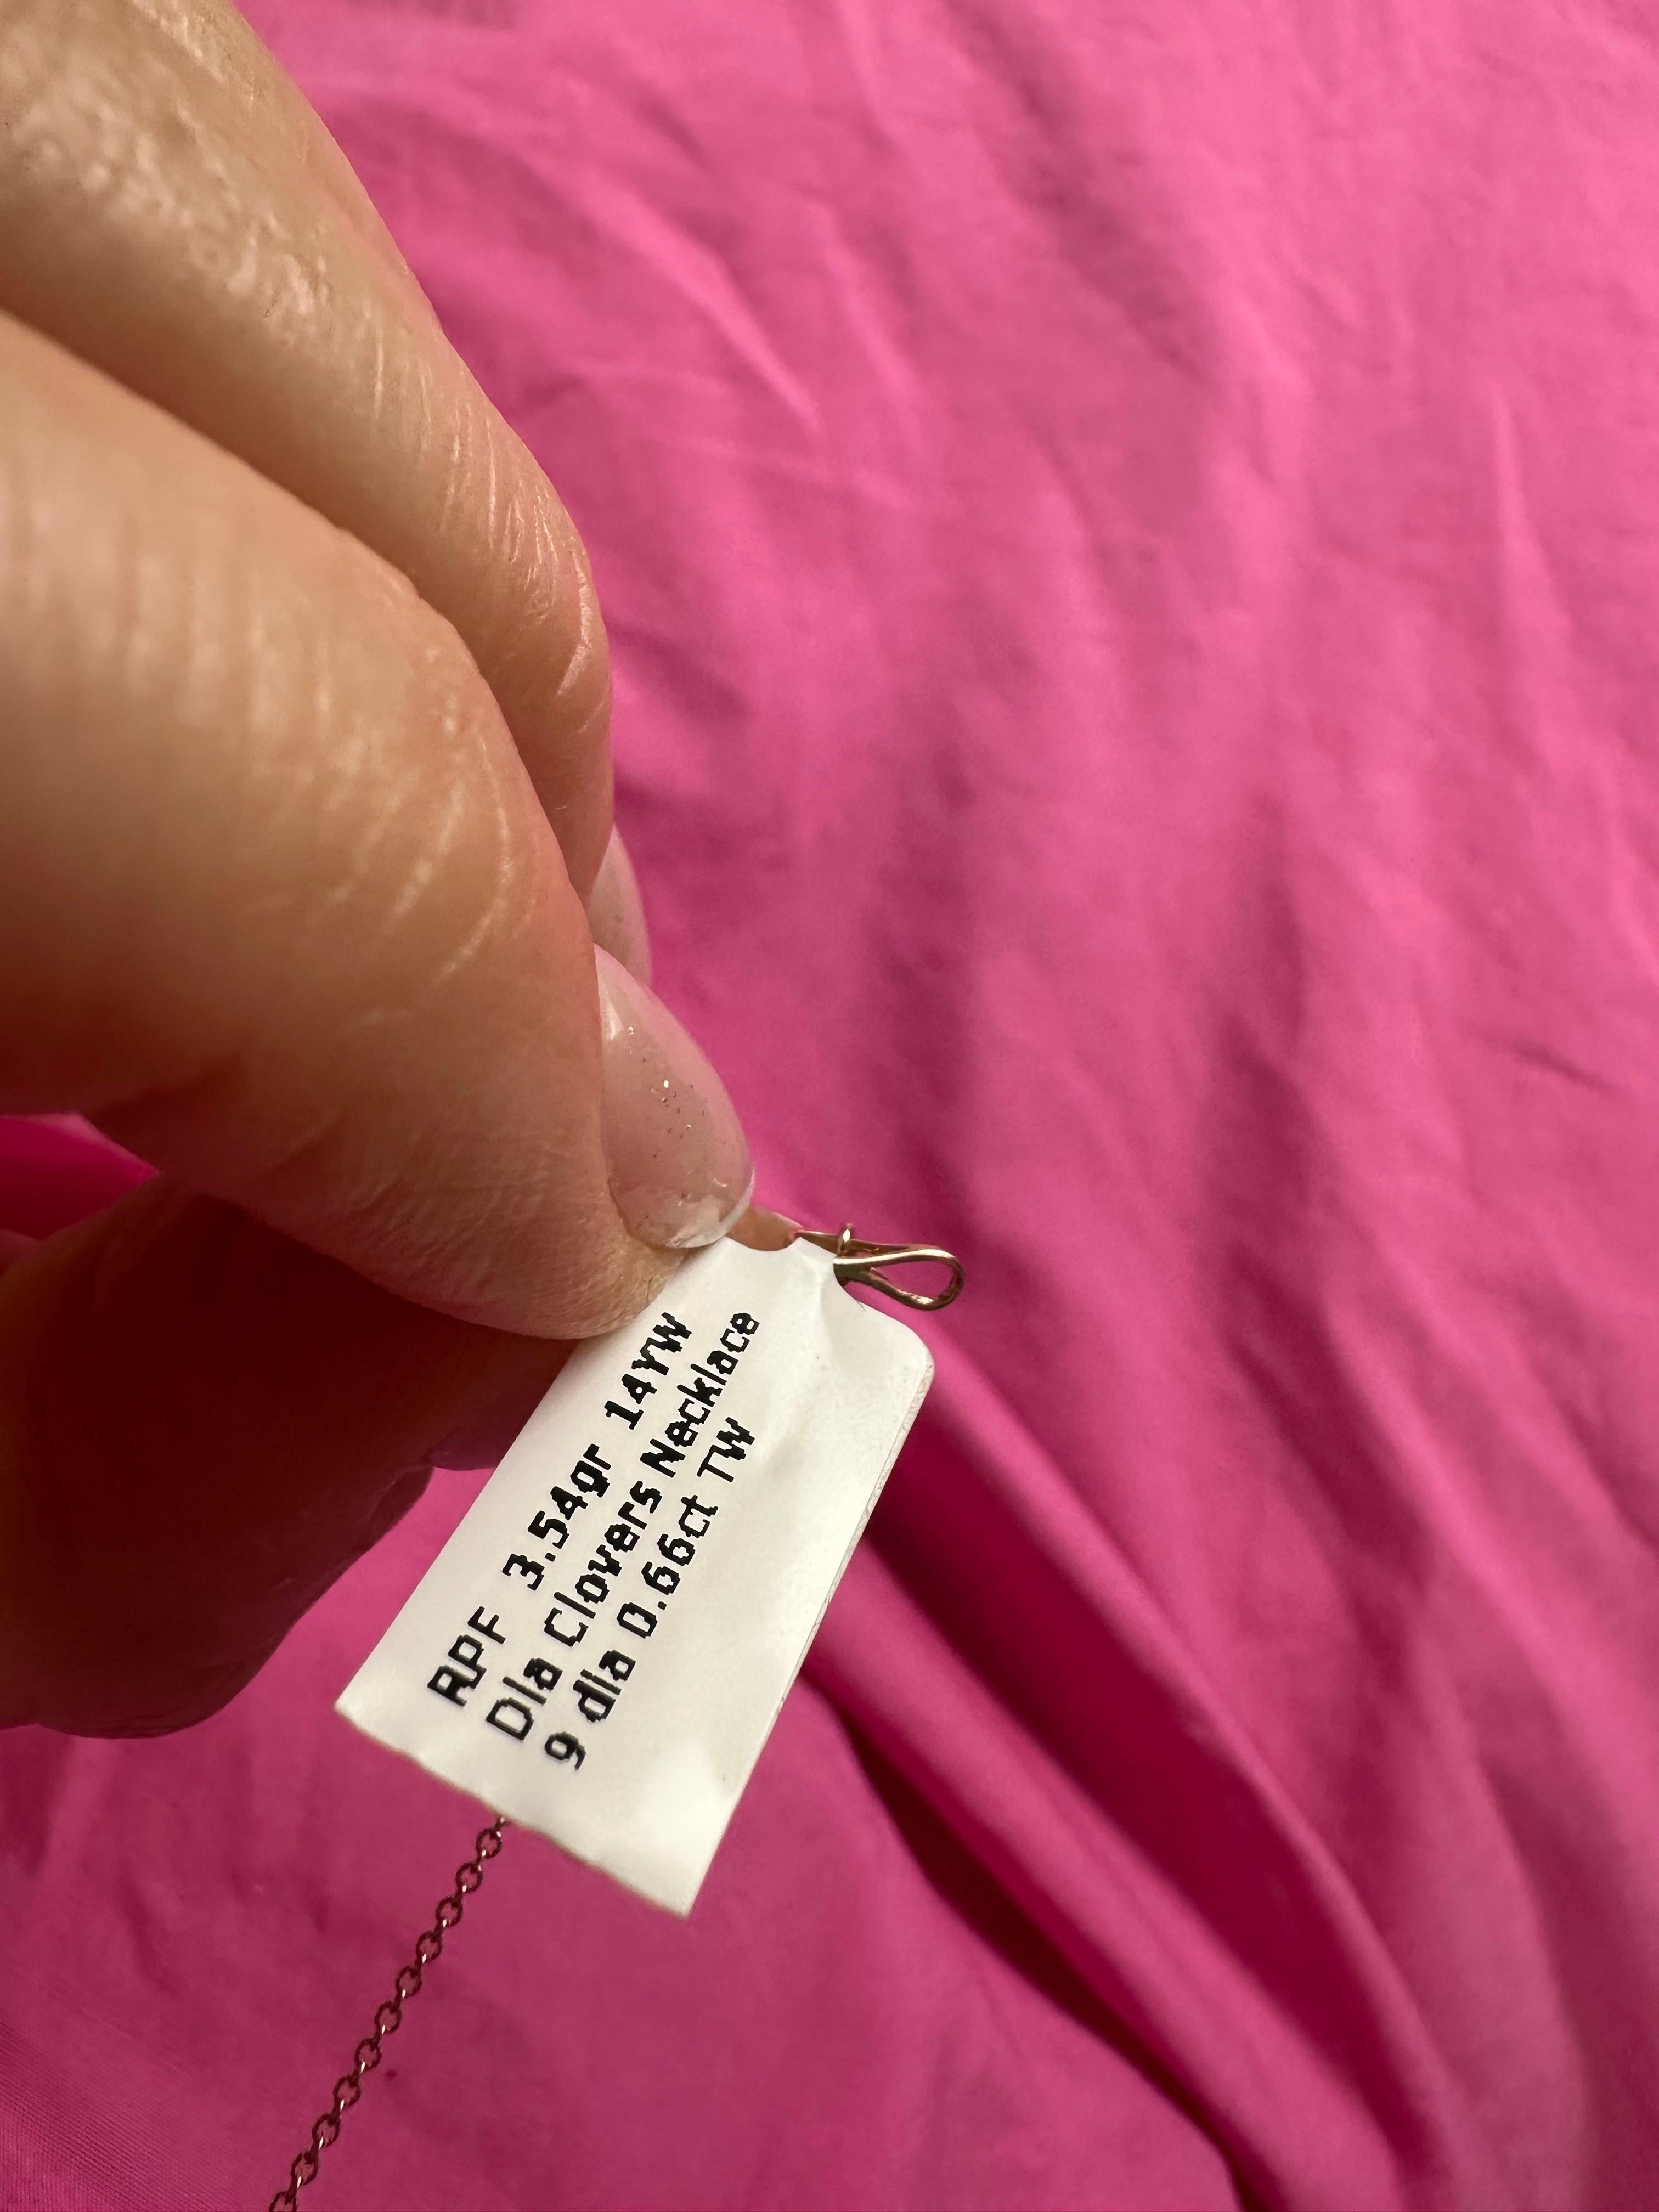 RPF 3.54gr 14YW
Dia Clovers Necklace
9 dia 0.66ct TW